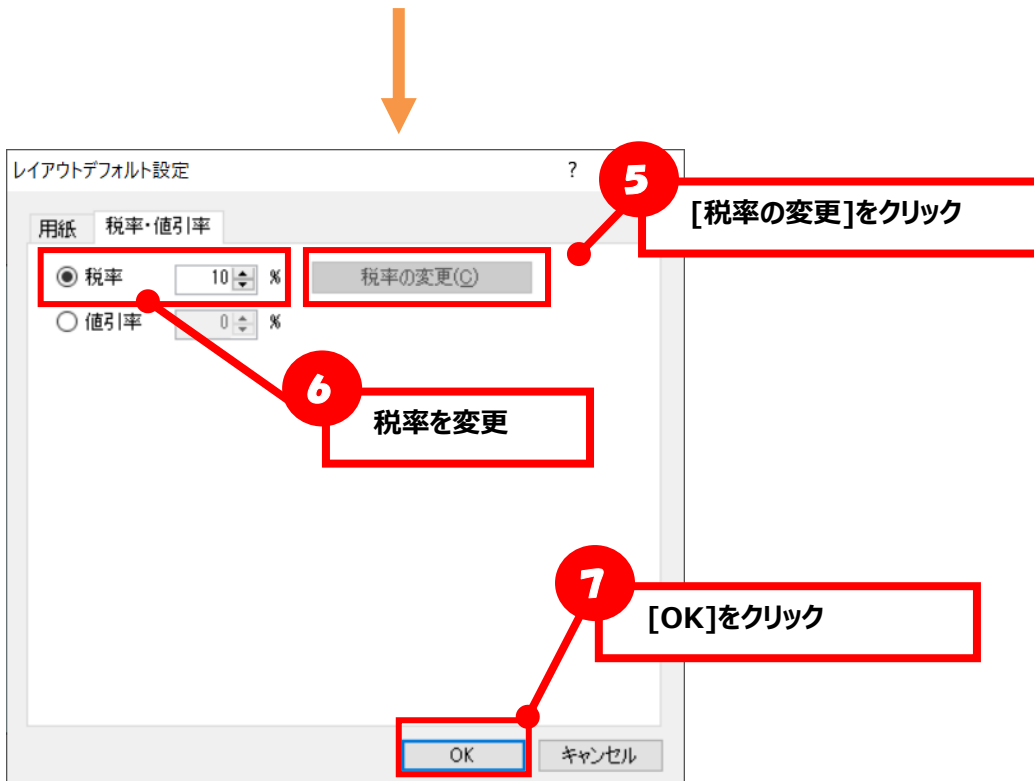 レイアウトデフォルト設定 ?
5
[税率の変更]をクリック
用紙 税率・値引率
税率 10 % 税率の変更(C)
値引率 0 %
6
税率を変更
7
[OK]をクリック
OK キャンセル